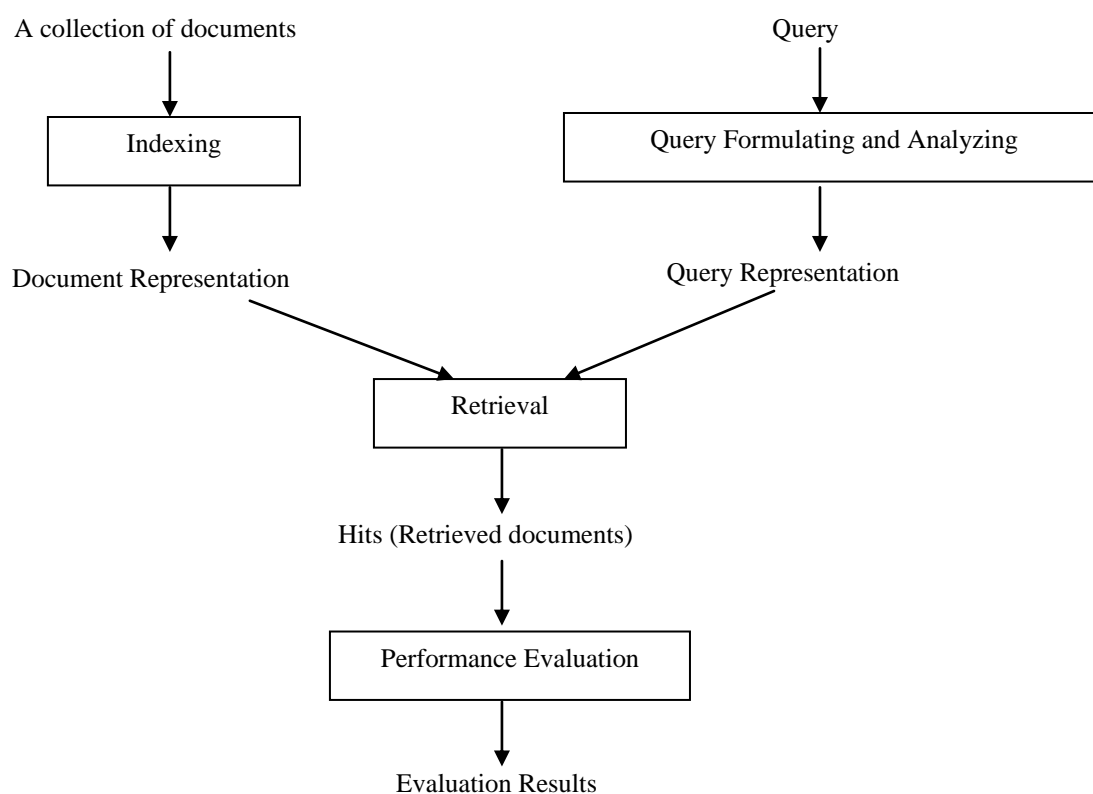 A collection of documents
Query
Indexing
Query Formulating and Analyzing
Document Representation
Query Representation
Retrieval
Hits (Retrieved documents)
Performance Evaluation
Evaluation Results